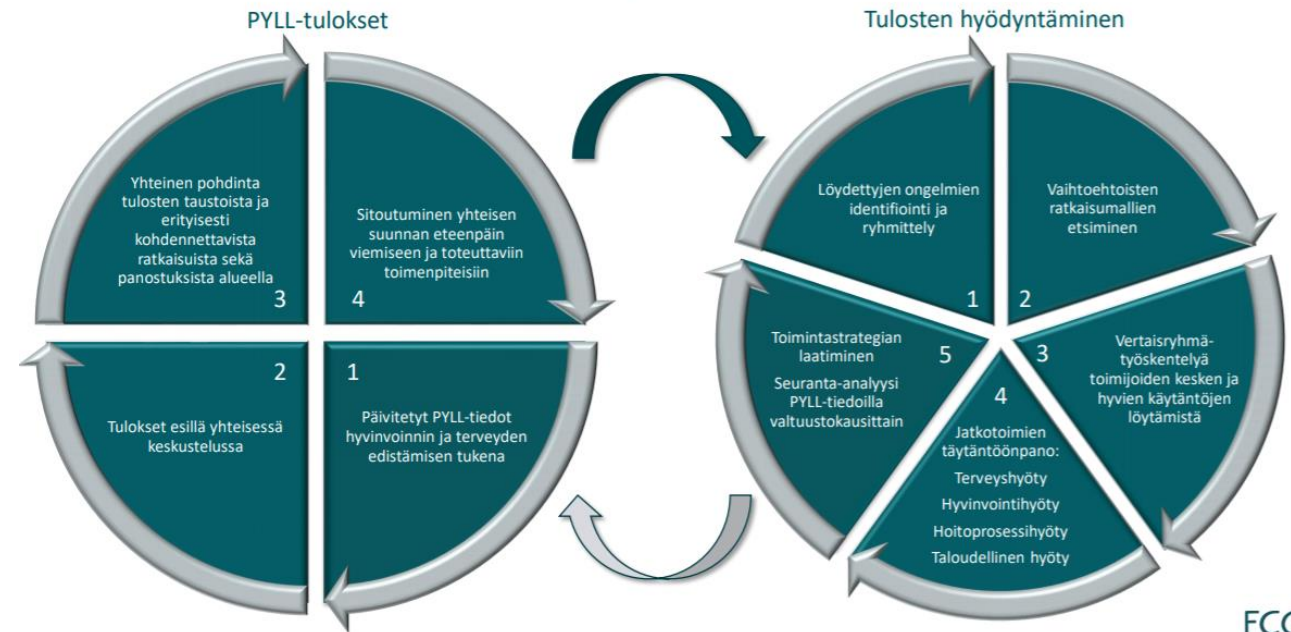 PYLL-tulokset
Yhteinen pohdinta
tulosten taustoista ja
erityisesti
kohdennettavista
ratkaisuista sekä
panostuksista alueella
3
Sitoutuminen yhteisen
suunnan eteenpäin
viemiseen ja toteuttaviin
toimenpiteisiin
4
2
Tulokset esillä yhteisessä
keskustelussa
1
Päivitetyt PYLL-tiedot
hyvinvoinnin ja terveyden
edistämisen tukena
Tulosten hyödyntäminen
Löydettyjen ongelmien
identifiointi ja
ryhmittely
1
Vaihtoehtoisten
ratkaisumallien
etsiminen
2
3
Vertaisryhmä-
työskentelyä
toimijoiden kesken ja
hyvien käytäntöjen
löytämistä
4
Jatkotoimien
täytäntöönpano:
Terveyshyöty
Hyvinvointihyöty
Hoitoprosessihyöty
Taloudellinen hyöty
5
Toimintastrategian
laatiminen
Seuranta-analyysi
PYLL-tiedoilla
valtuustokausittain